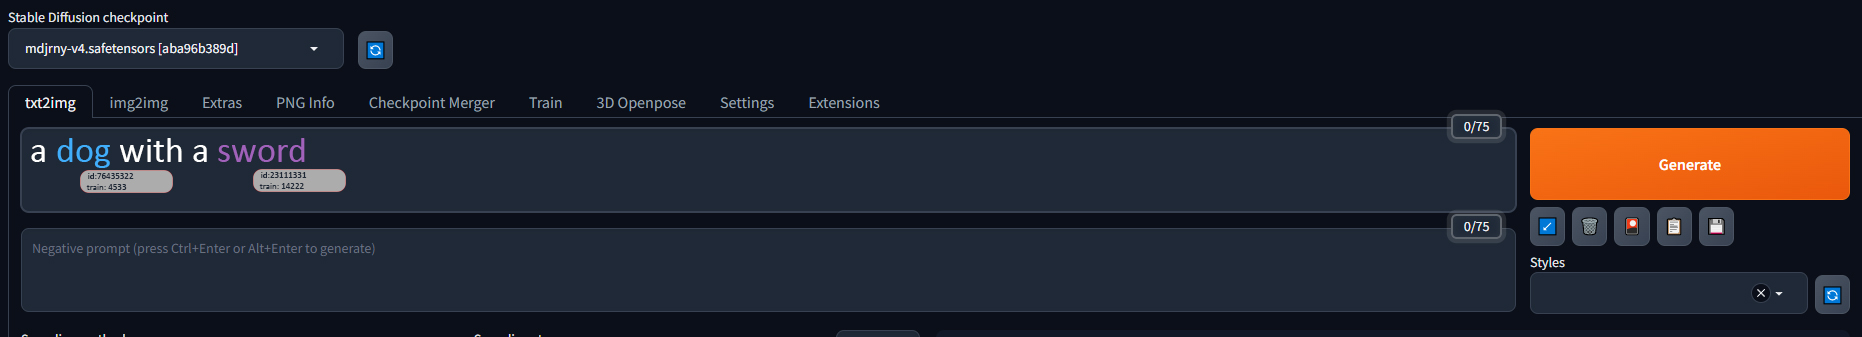 Stable Diffusion checkpoint
mdjrny-v4.safetensors [aba96b389d]
txt2img img2img Extras PNG Info Checkpoint Merger Train 3D Openpose Settings Extensions
0/75
a dog with a sword
id:76435322
train: 4533
id:23111331
train: 14222
Generate
0/75
Negative prompt (press Ctrl+Enter or Alt+Enter to generate)
Styles